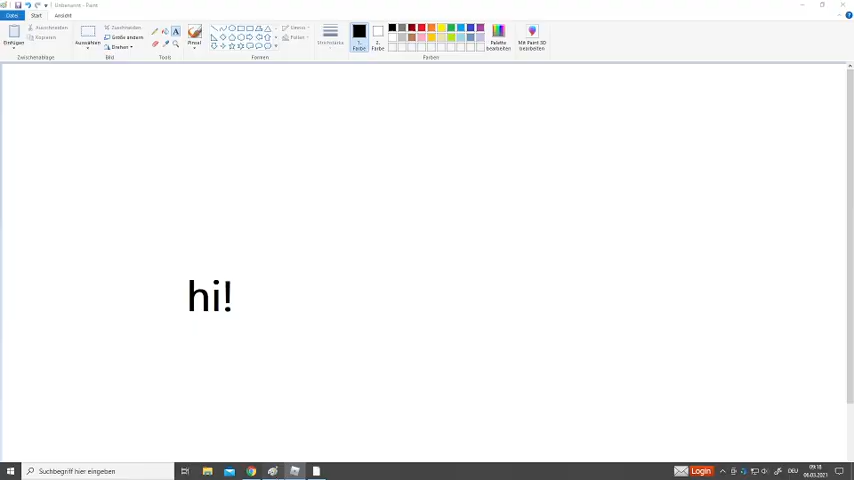 Unbenannt - Paint
Datei Start Ansicht
Einfügen
Ausschneiden
Kopieren
Zwischenablage
Auswählen
Zuschneiden
Größe ändern
Drehen
Bild
A
Tools
Pinsel
Umriss
Füllen
Formen
Strichstärke
1.
Farbe
2.
Farbe
Palette
bearbeiten
Mit Paint 3D
bearbeiten
Farben
hi!
Suchbegriff hier eingeben
Login
DEU
09:18
06.03.2021